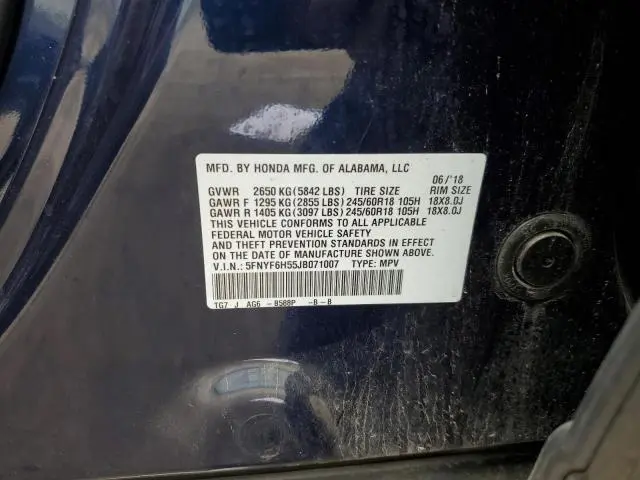 MFD. BY HONDA MFG. OF ALABAMA, LLC
06/'18
GVWR 2650 KG (5842 LBS) TIRE SIZE RIM SIZE
GAWR F 1295 KG (2855 LBS) 245/60R18 105H 18X8.0J
GAWR R 1405 KG (3097 LBS) 245/60R18 105H 18X8.0J
THIS VEHICLE CONFORMS TO ALL APPLICABLE
FEDERAL MOTOR VEHICLE SAFETY
AND THEFT PREVENTION STANDARDS IN EFFECT
ON THE DATE OF MANUFACTURE SHOWN ABOVE.
V.I.N.: 5FNYF6H55JB071007 TYPE: MPV
TG7 J AG6 - B588P -B-B